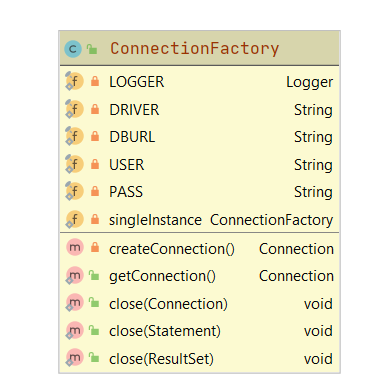 ConnectionFactory
LOGGER Logger
DRIVER String
DBURL String
USER String
PASS String
singleInstance ConnectionFactory
createConnection() Connection
getConnection() Connection
close(Connection) void
close(Statement) void
close(ResultSet) void